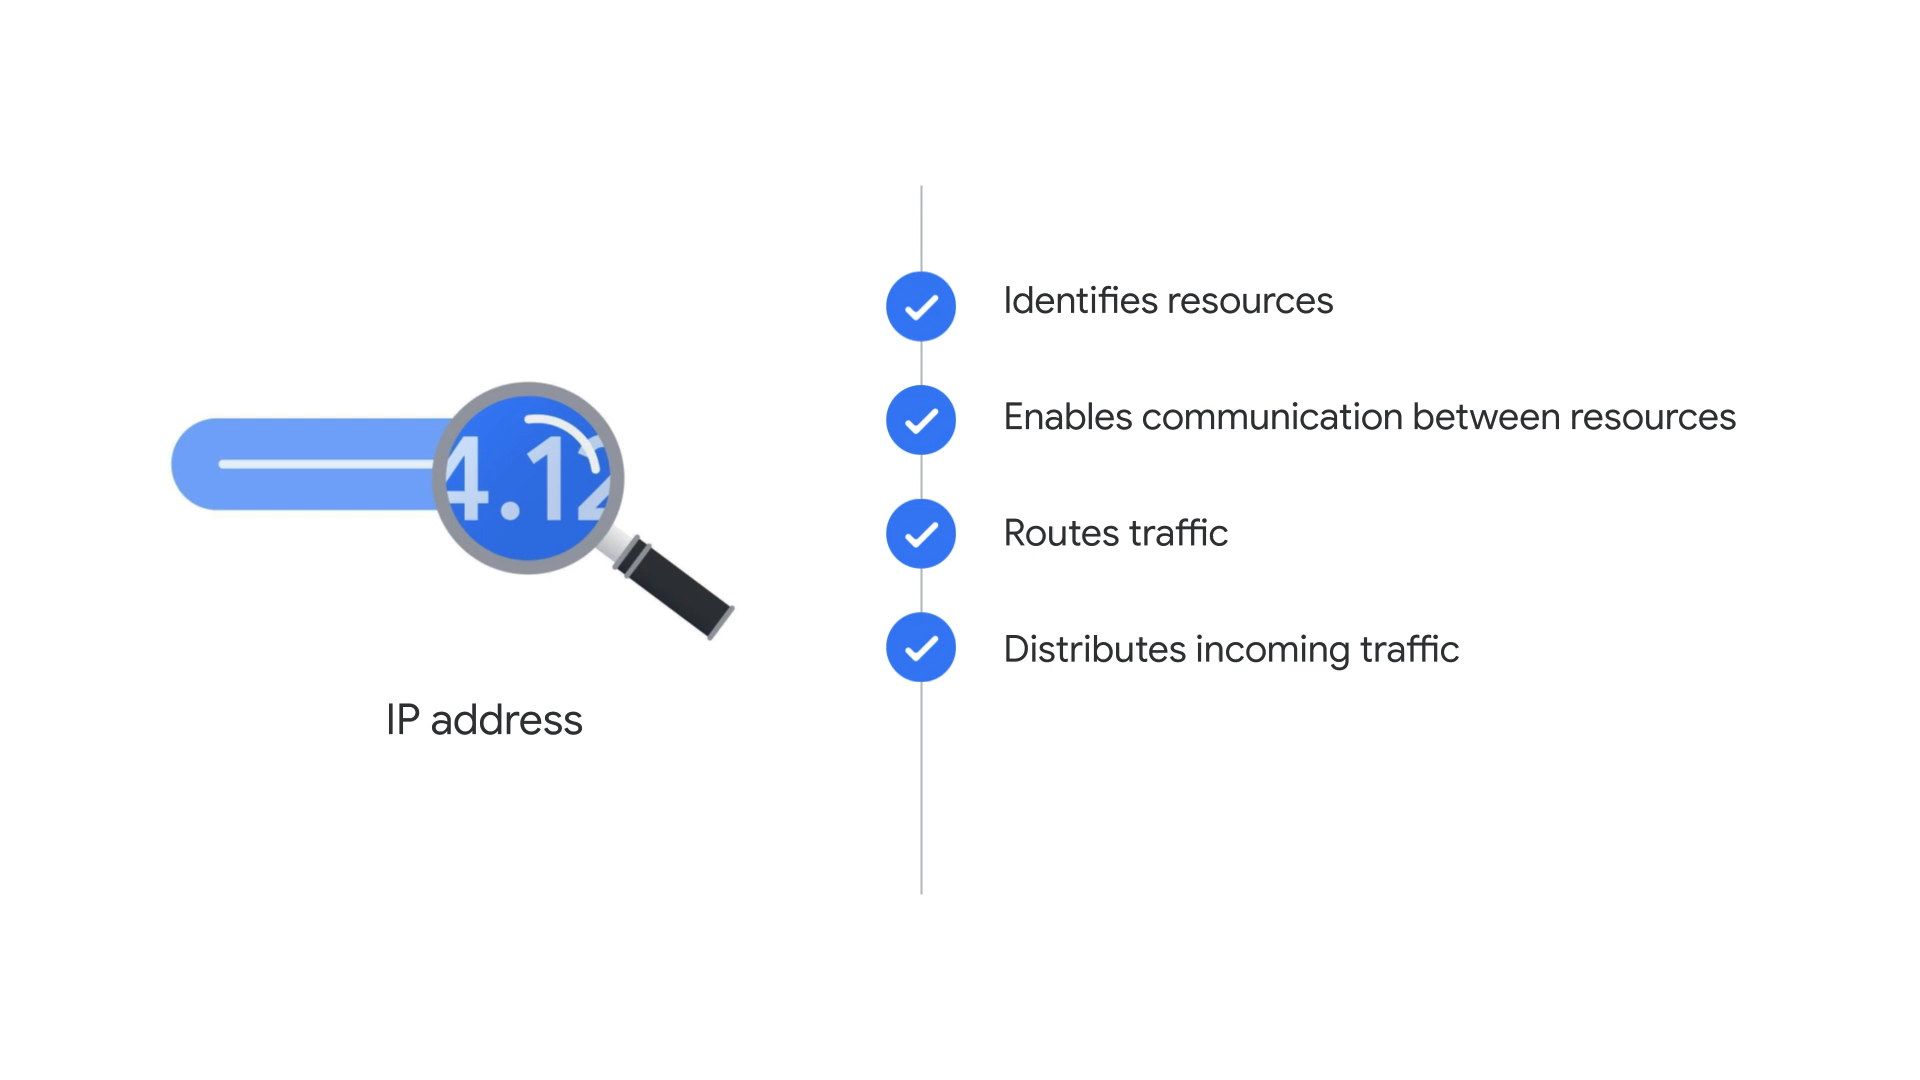 4.12
IP address
Identifies resources
Enables communication between resources
Routes traffic
Distributes incoming traffic